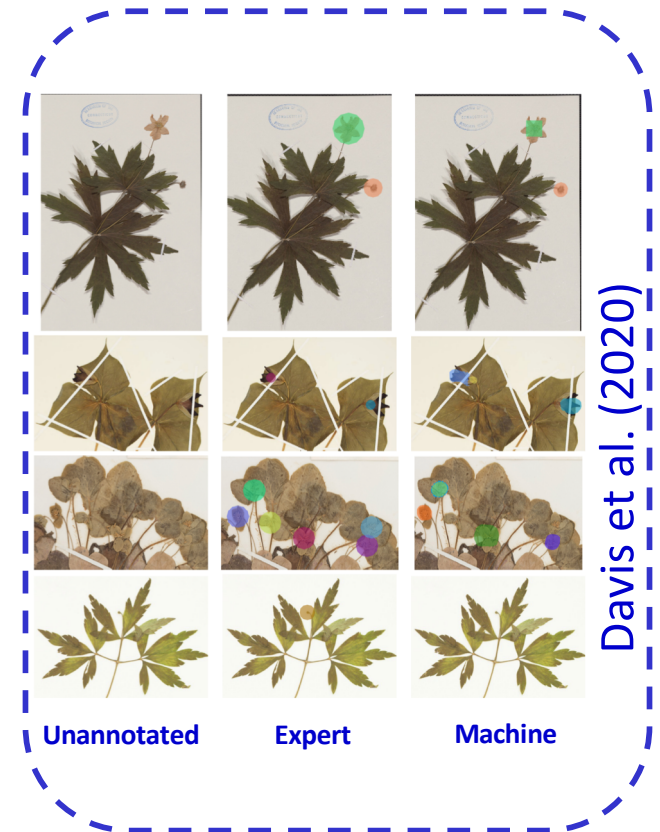 Unannotated
Expert
Machine
Davis et al. (2020)